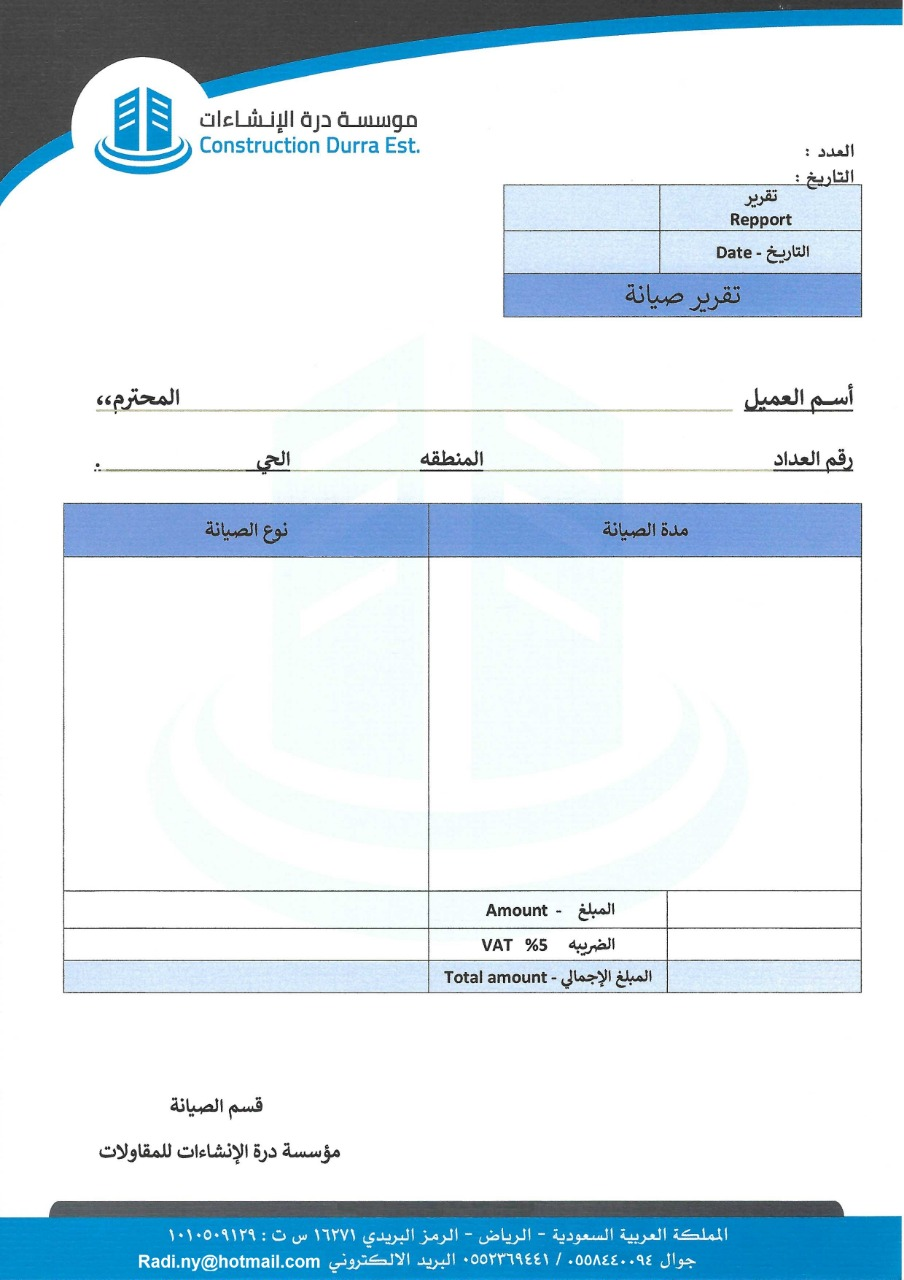 موسسة درة الإنشاءات
Construction Durra Est.
العدد :
التاريخ :
تقرير
Repport
التاريخ - Date
تقرير صيانة
أسم العميل المحترم،،
رقم العداد المنطقه الحي .
مدة الصيانة نوع الصيانة
المبلغ - Amount
الضريبه VAT %5
المبلغ الإجمالي - Total amount
قسم الصيانة
مؤسسة درة الإنشاءات للمقاولات
المملكة العربية السعودية - الرياض - الرمز البريدي ١٦٢٧١ س ت : ١٠١٠٥٠٩١٢٩
جوال ٠٥٥٨٤٤٠٠٩٤ / ٠٥٥٢٣٦٩٤٤١ البريد الالكتروني Radi.ny@hotmail.com